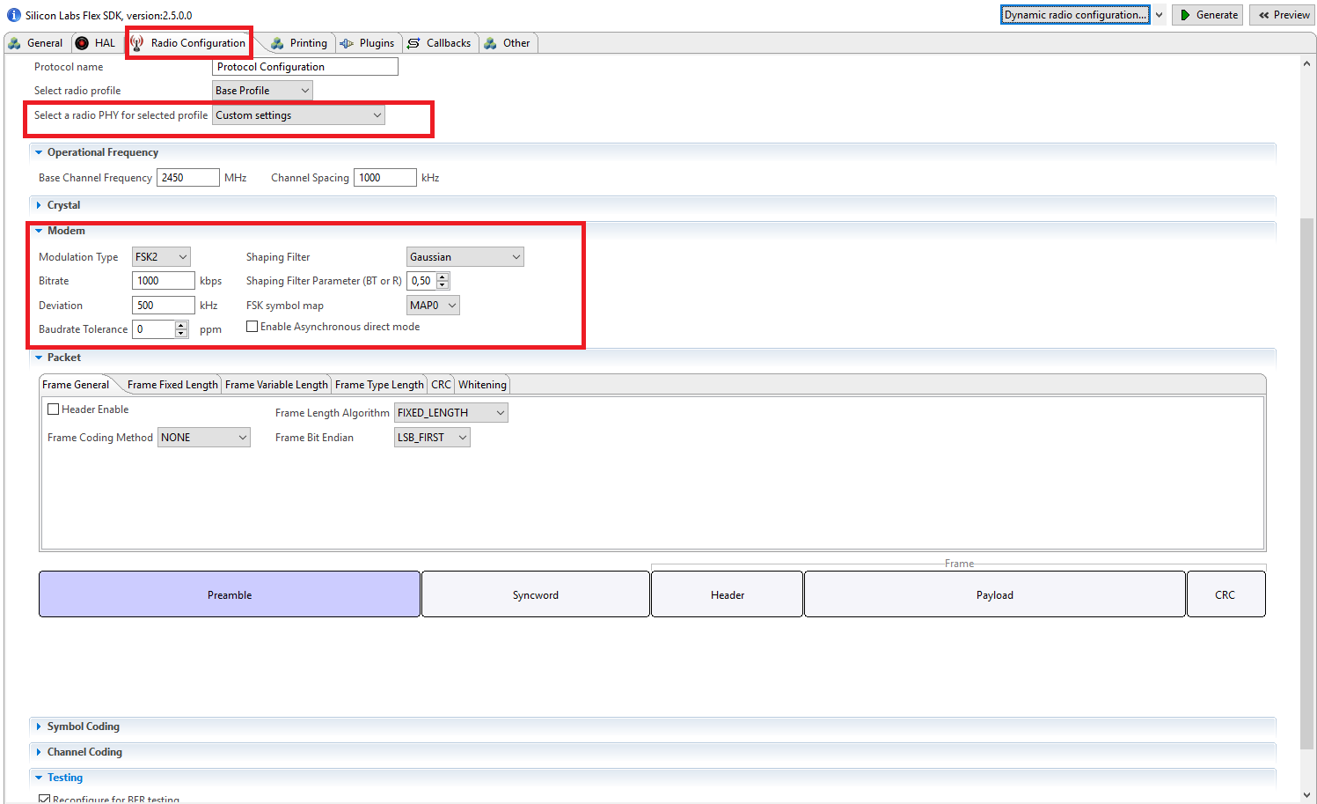 Silicon Labs Flex SDK, version:2.5.0.0 Dynamic radio configuration... Generate Preview
General HAL Radio Configuration Printing Plugins Callbacks Other
Protocol name Protocol Configuration
Select radio profile Base Profile
Select a radio PHY for selected profile Custom settings
Operational Frequency
Base Channel Frequency 2450 MHz Channel Spacing 1000 kHz
Crystal
Modem
Modulation Type FSK2 Shaping Filter Gaussian
Bitrate 1000 kbps Shaping Filter Parameter (BT or R) 0,50
Deviation 500 kHz FSK symbol map MAP0
Baudrate Tolerance 0 ppm Enable Asynchronous direct mode
Packet
Frame General Frame Fixed Length Frame Variable Length Frame Type Length CRC Whitening
Header Enable Frame Length Algorithm FIXED_LENGTH
Frame Coding Method NONE Frame Bit Endian LSB_FIRST
Frame
Preamble Syncword Header Payload CRC
Symbol Coding
Channel Coding
Testing
Reconfigure for BER testing